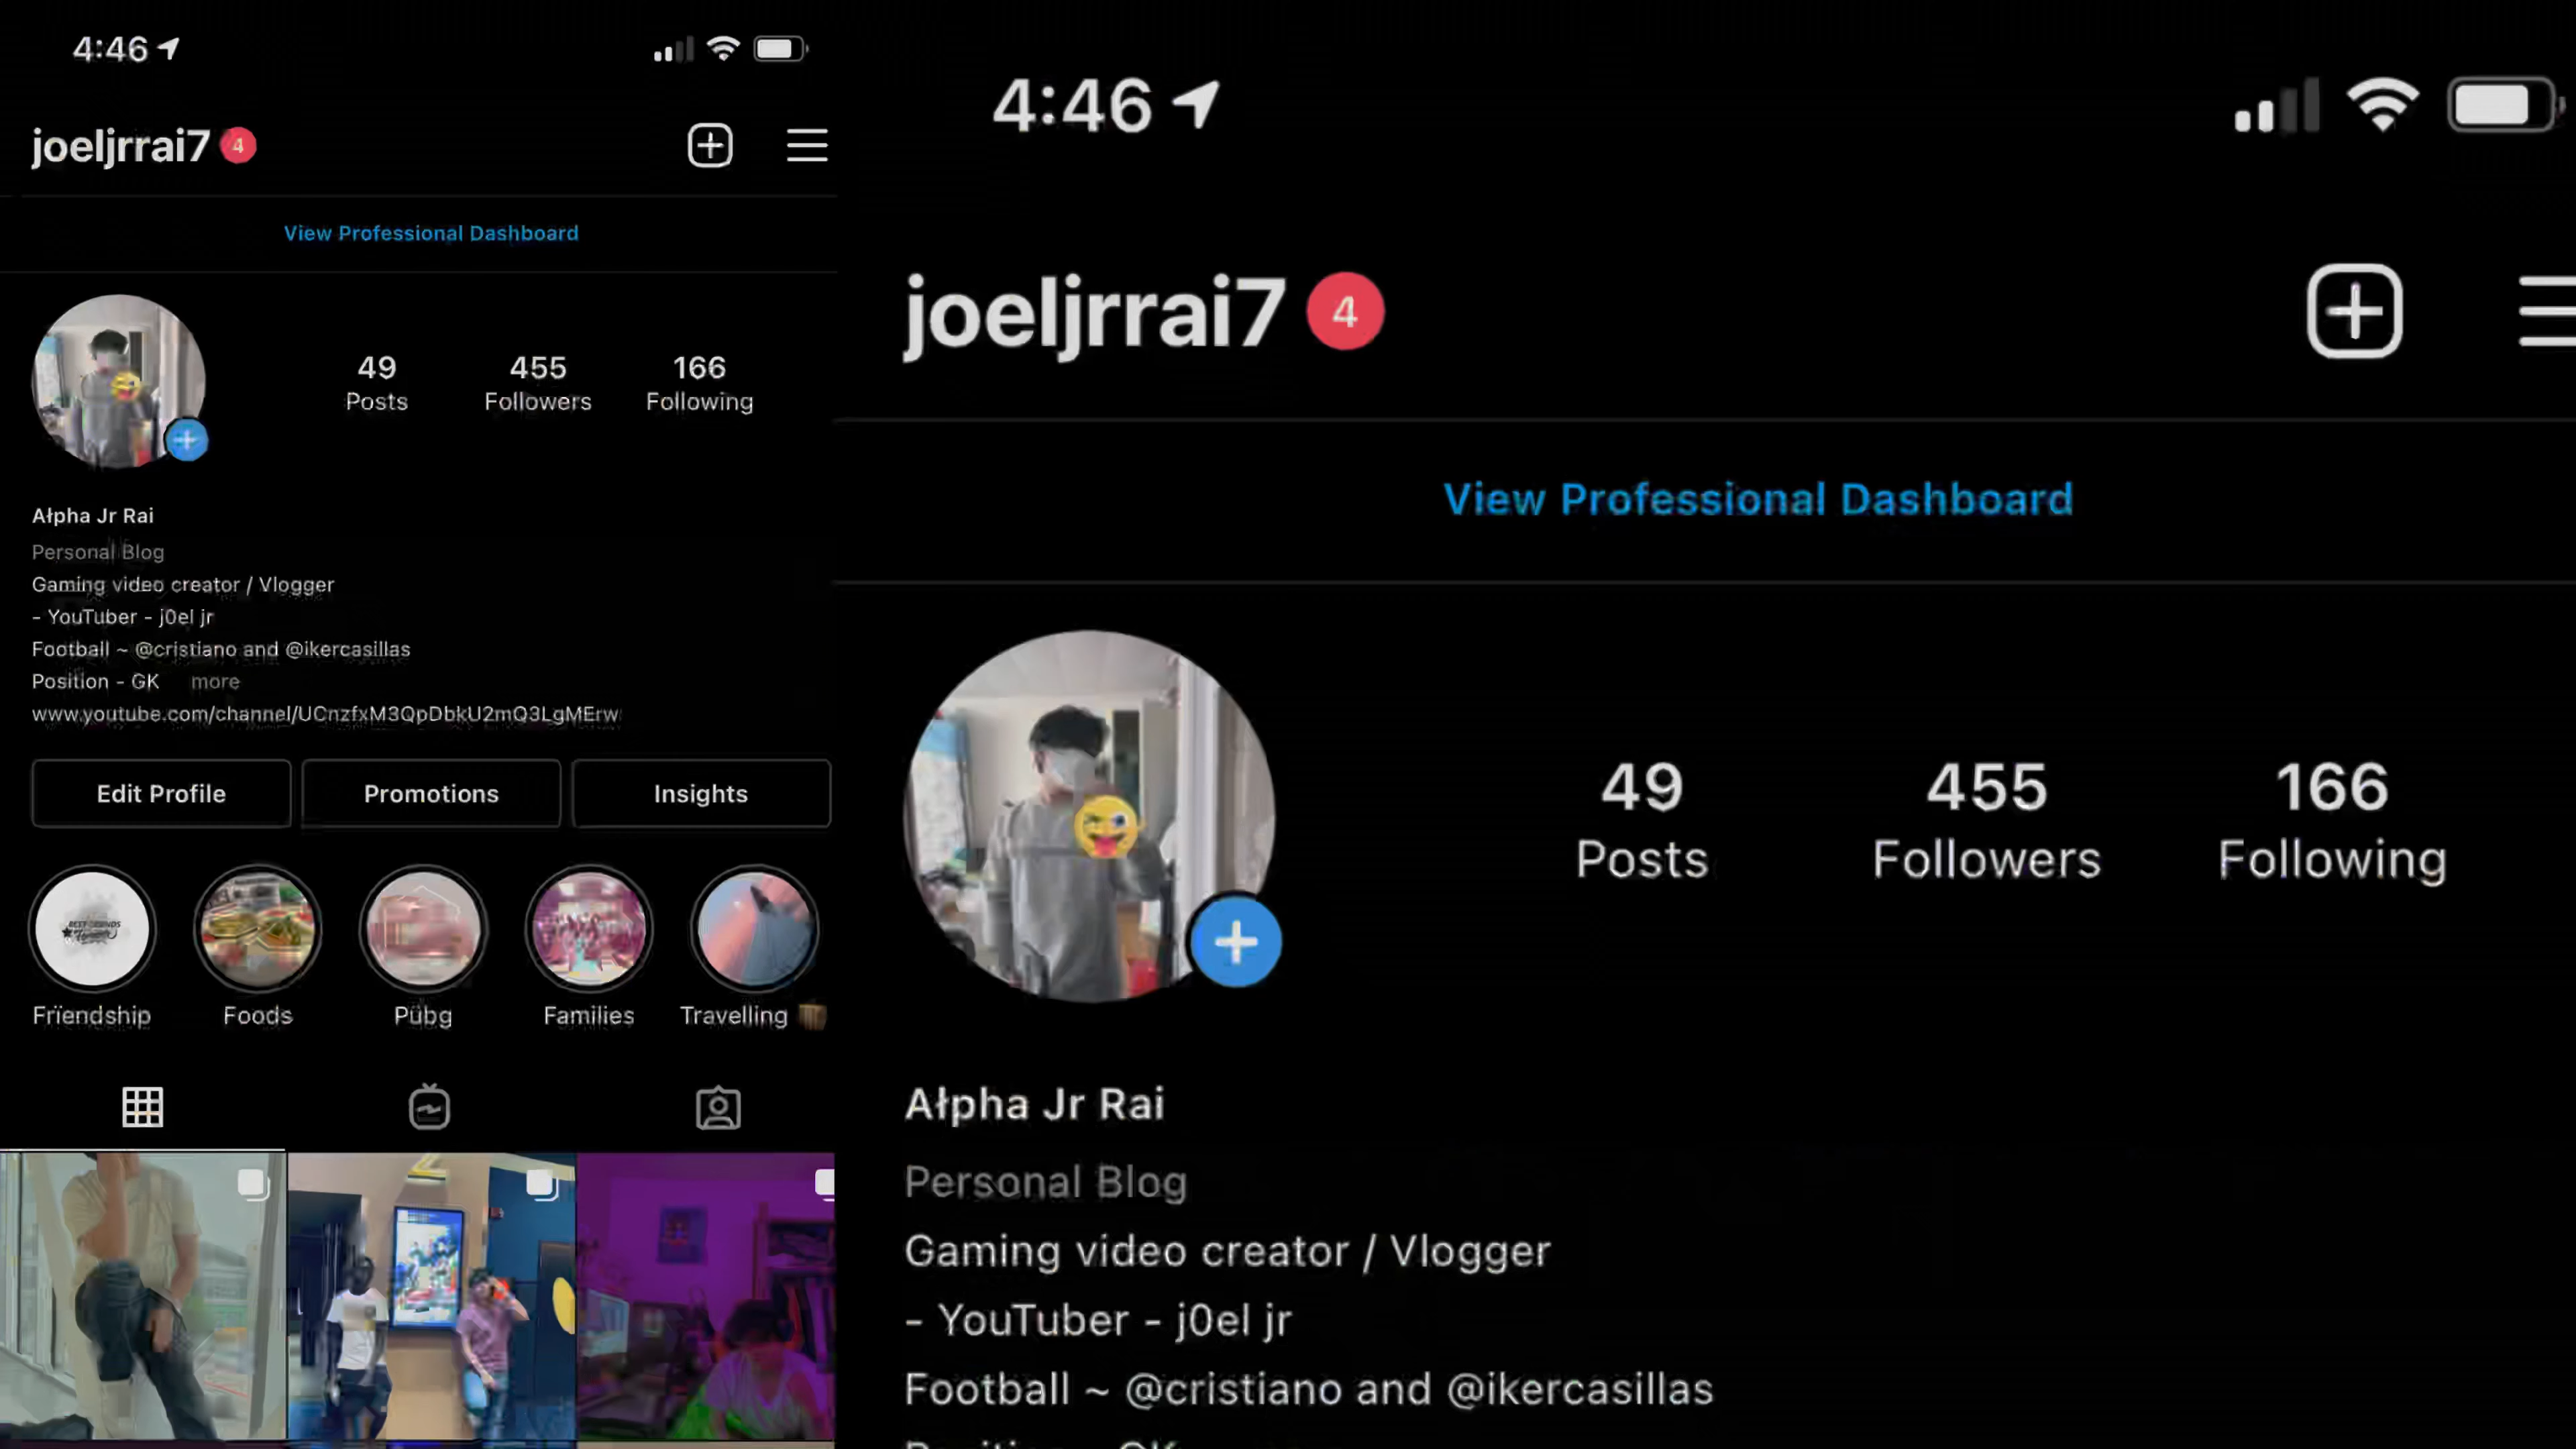 4:46
joeljrrai7 4
View Professional Dashboard
49 455 166
Posts Followers Following
Ałpha Jr Rai
Personal Blog
Gaming video creator / Vlogger
- YouTuber - j0el jr
Football ~ @cristiano and @ikercasillas
Position - GK more
www.youtube.com/channel/UCnzfxM3QpDbkU2mQ3LgMErw
Edit Profile Promotions Insights
Friendship Foods Pübg Families Travelling
4:46
joeljrrai7 4
View Professional Dashboard
49 455 166
Posts Followers Following
Ałpha Jr Rai
Personal Blog
Gaming video creator / Vlogger
- YouTuber - j0el jr
Football ~ @cristiano and @ikercasillas